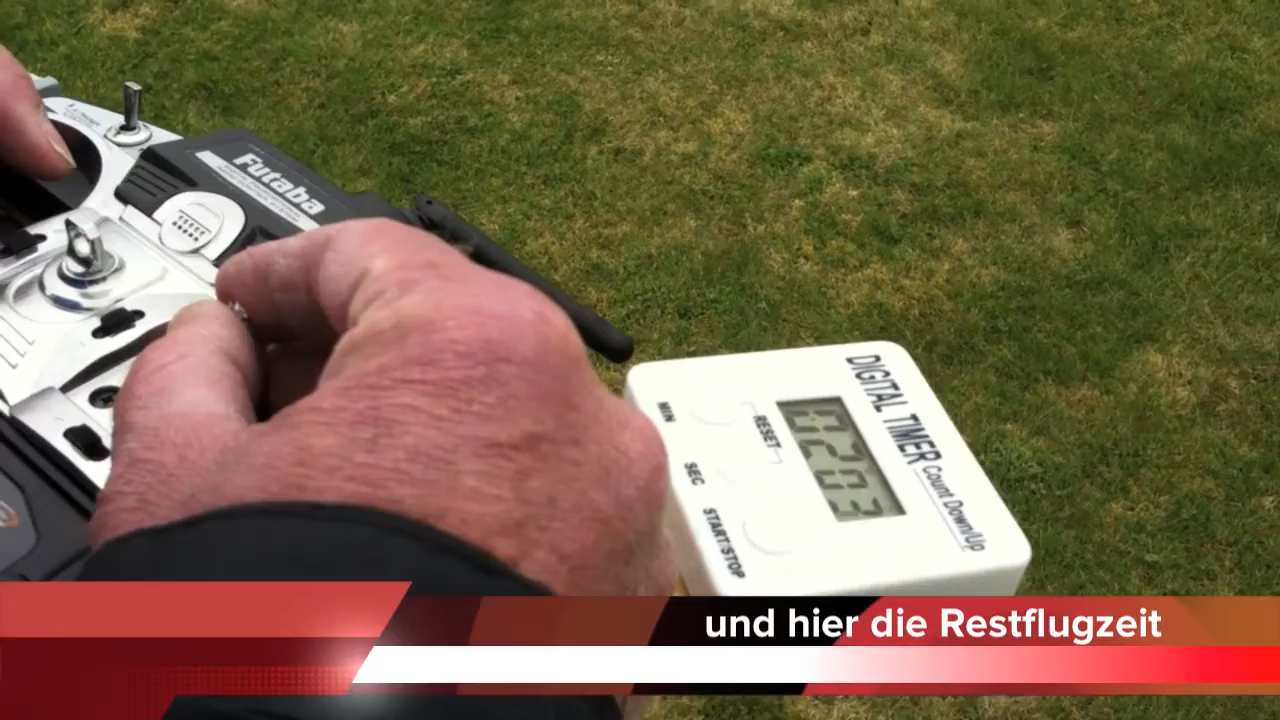 Futaba
DIGITAL TIMER Count Down/Up
MIN
RESET
SEC
START/STOP
02 03
und hier die Restflugzeit